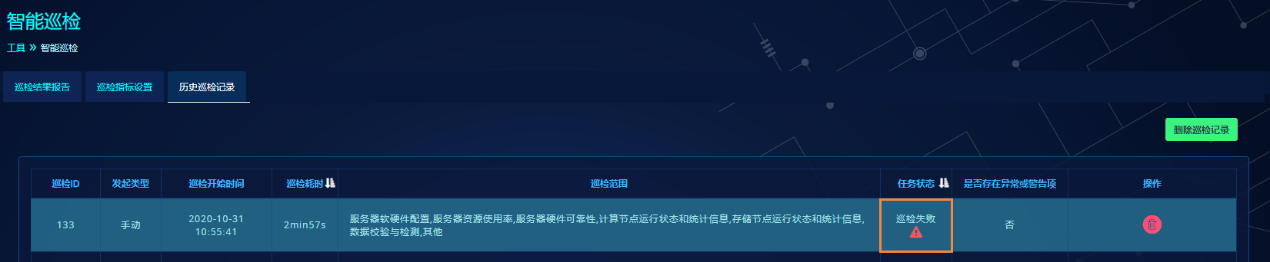 智能巡检
工具 » 智能巡检
巡检结果报告 巡检指标设置 历史巡检记录
删除巡检记录
巡检ID 发起类型 巡检开始时间 巡检耗时 巡检范围 任务状态 是否存在异常或警告项 操作
133 手动 2020-10-31 10:55:41 2min57s 服务器软硬件配置,服务器资源使用率,服务器硬件可靠性,计算节点运行状态和统计信息,存储节点运行状态和统计信息, 巡检失败 否
数据校验与检测,其他